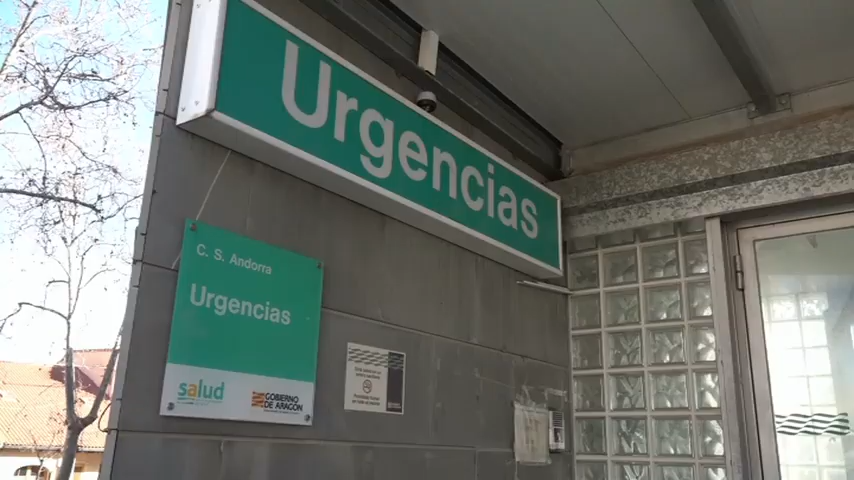 Urgencias
C. S. Andorra
Urgencias
salud
GOBIERNO
DE ARAGON